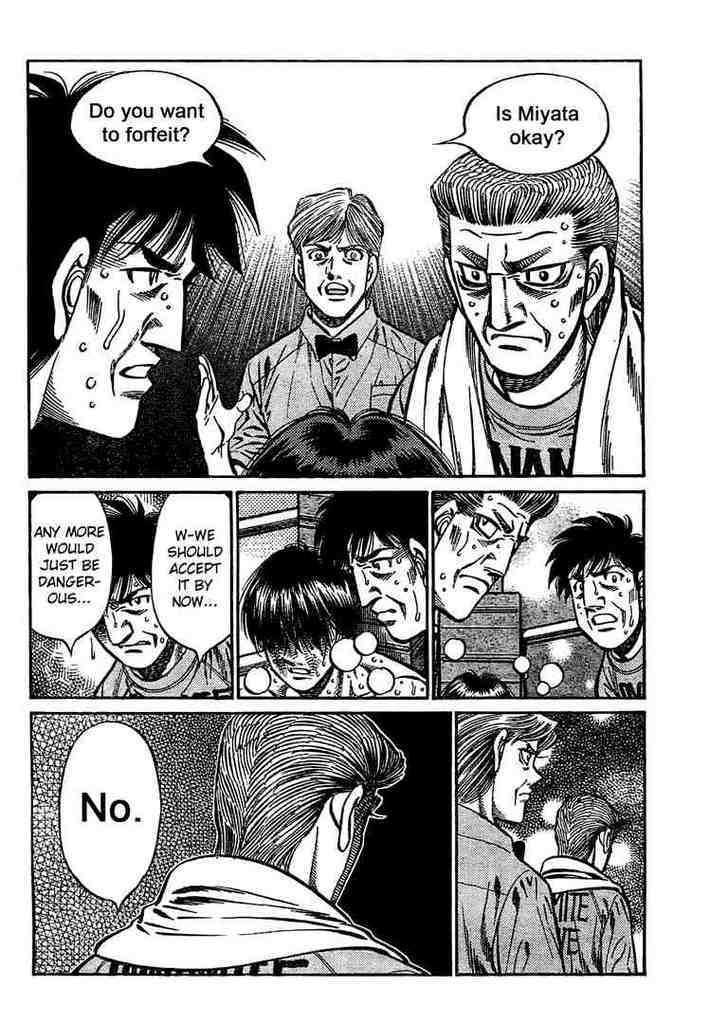 Is Miyata
okay?
Do you want
to forfeit?
W-WE
SHOULD
ACCEPT
IT BY
NOW...
ANY MORE
WOULD
JUST BE
DANGER-
OUS...
No.